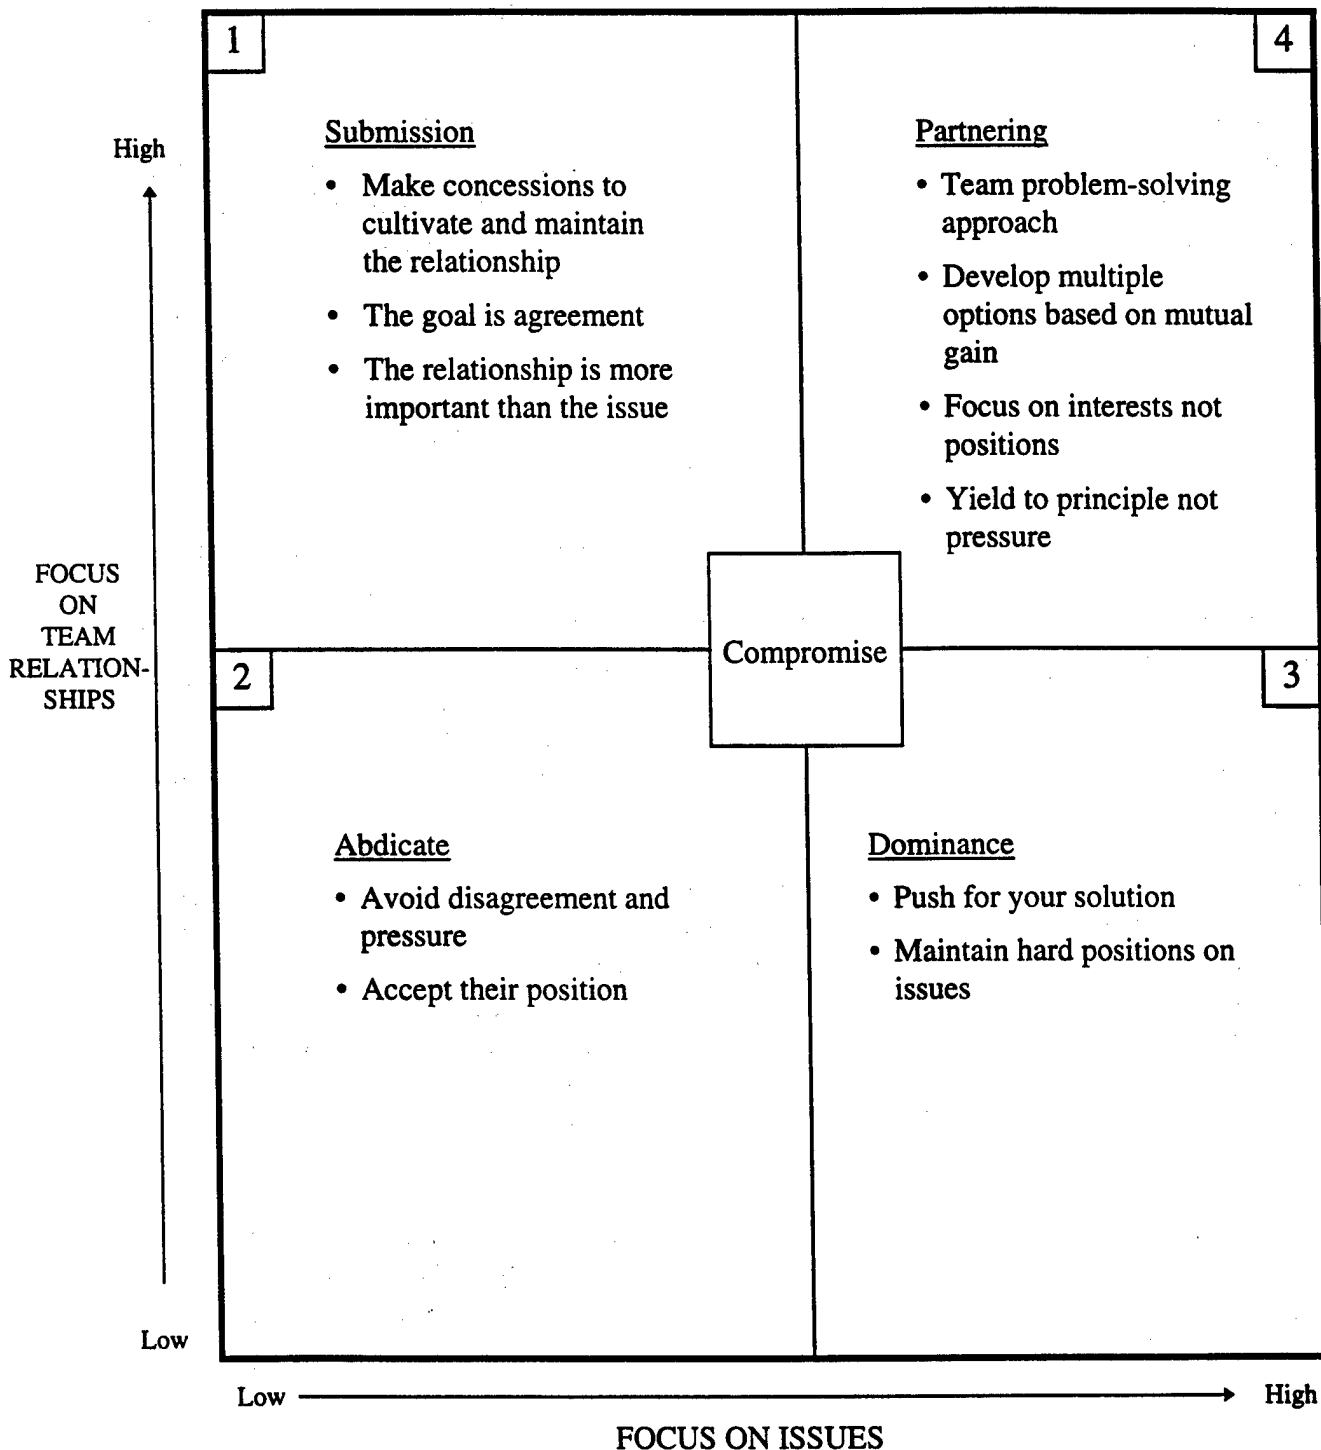 1
4
High
Submission
• Make concessions to
cultivate and maintain
the relationship
• The goal is agreement
• The relationship is more
important than the issue
Partnering
• Team problem-solving
approach
• Develop multiple
options based on mutual
gain
• Focus on interests not
positions
• Yield to principle not
pressure
FOCUS
ON
TEAM
RELATION-
SHIPS
Compromise
2
3
Abdicate
• Avoid disagreement and
pressure
• Accept their position
Dominance
• Push for your solution
• Maintain hard positions on
issues
Low
Low
High
FOCUS ON ISSUES